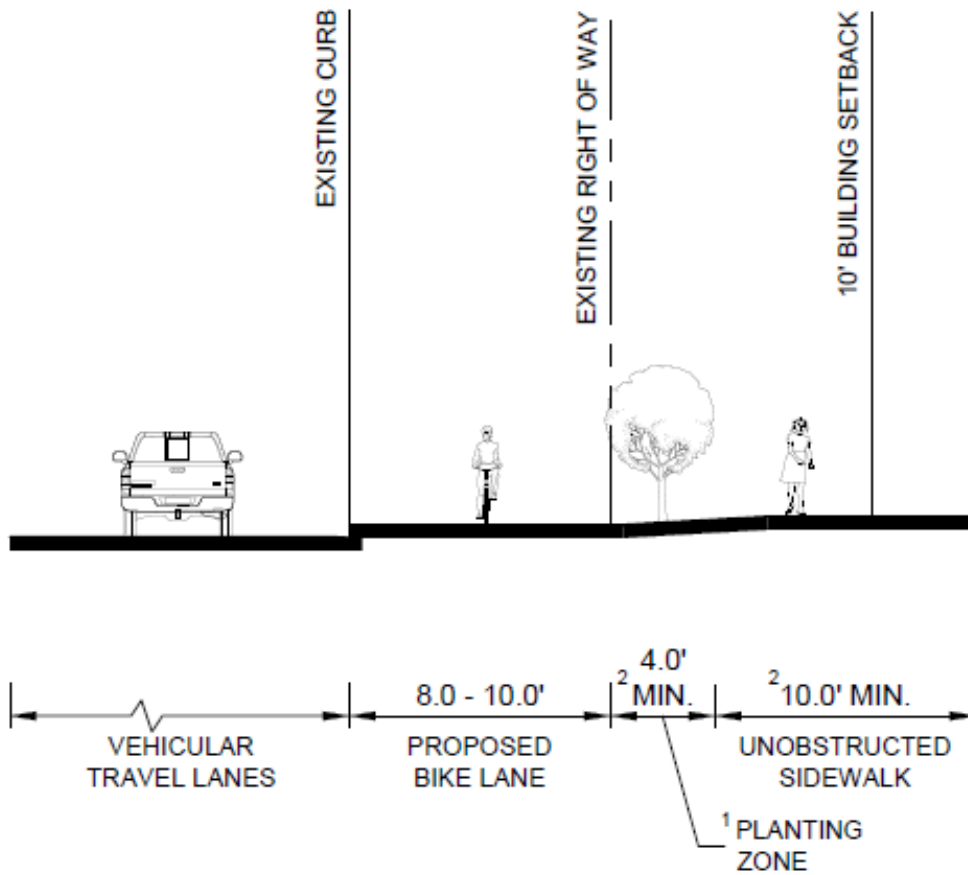 EXISTING CURB
EXISTING RIGHT OF WAY
10' BUILDING SETBACK
8.0 - 10.0'
2 4.0'
MIN.
2 10.0' MIN.
VEHICULAR
TRAVEL LANES
PROPOSED
BIKE LANE
UNOBSTRUCTED
SIDEWALK
1 PLANTING
ZONE